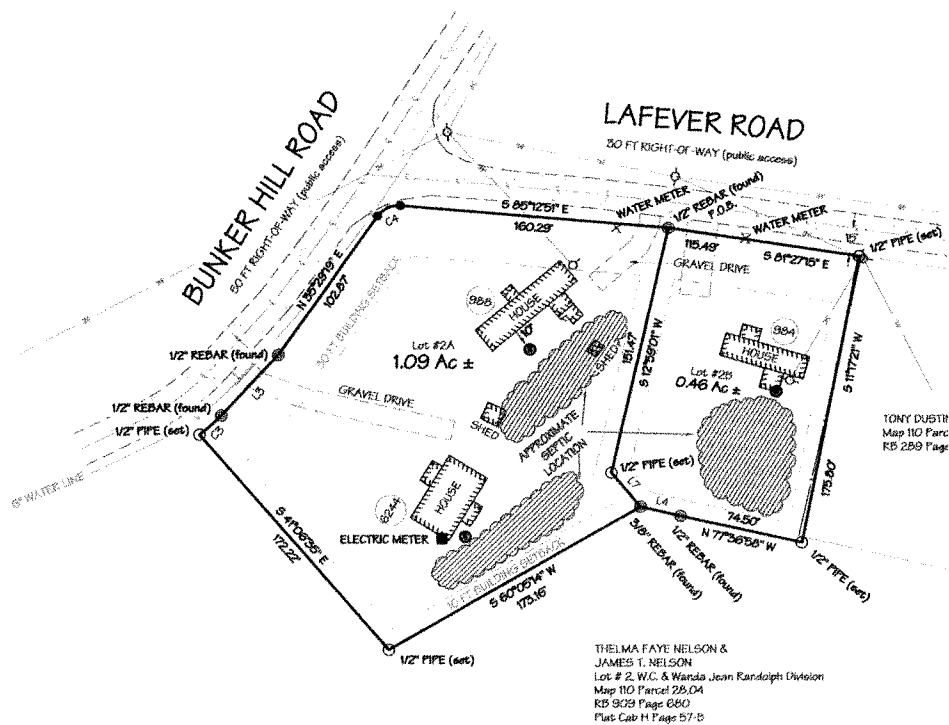 BUNKER HILL ROAD
50 FT RIGHT-OF-WAY (public access)
LAFEVER ROAD
50 FT RIGHT-OF-WAY (public access)
S 85°12'51" E
160.29'
WATER METER
1/2" REBAR (found)
P.O.B.
WATER METER
115.49'
S 81°27'15" E
15'
1/2" PIPE (set)
GRAVEL DRIVE
C4
N 35°29'19" E
102.87'
30 FT BUILDING SETBACK
988
HOUSE
10'
Lot #2A
1.09 Ac ±
SHED
151.47'
S 12°59'01" W
984
HOUSE
Lot #2B
0.46 Ac ±
S 11°17'21" W
175.80'
1/2" REBAR (found)
L3
1/2" REBAR (found)
C3
1/2" PIPE (set)
GRAVEL DRIVE
SHED
APPROXIMATE
SEPTIC
LOCATION
TONY DUSTIN
Map 110 Parc
RB 289 Page
6" WATER LINE
1/2" PIPE (set)
L7
L4
74.50'
N 77°36'58" W
1/2" PIPE (set)
6244
HOUSE
ELECTRIC METER
S 41°06'35" E
172.22'
10 FT BUILDING SETBACK
S 60°05'14" W
173.16'
3/8" REBAR (found)
1/2" REBAR (found)
1/2" PIPE (set)
THELMA FAYE NELSON &
JAMES T. NELSON
Lot # 2, W.C. & Wanda Jean Randolph Division
Map 110 Parcel 28.04
RB 909 Page 680
Plat Cab H Page 57-B